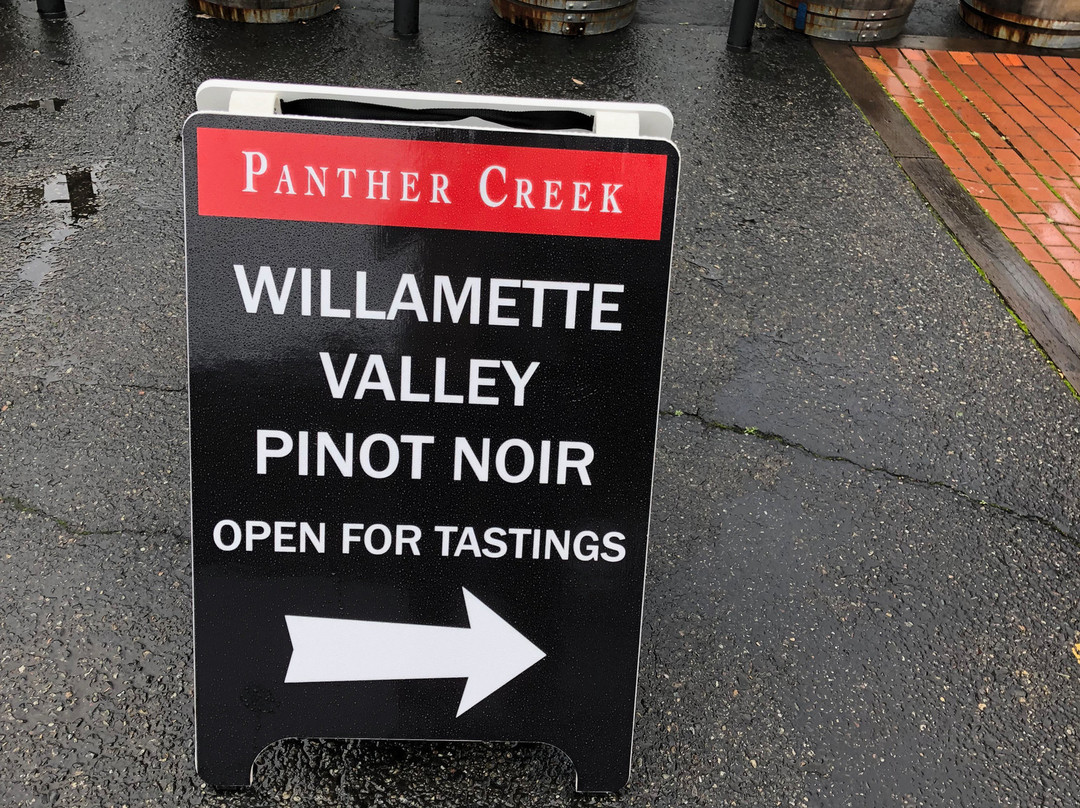 PANTHER CREEK
WILLAMETTE
VALLEY
PINOT NOIR
OPEN FOR TASTINGS